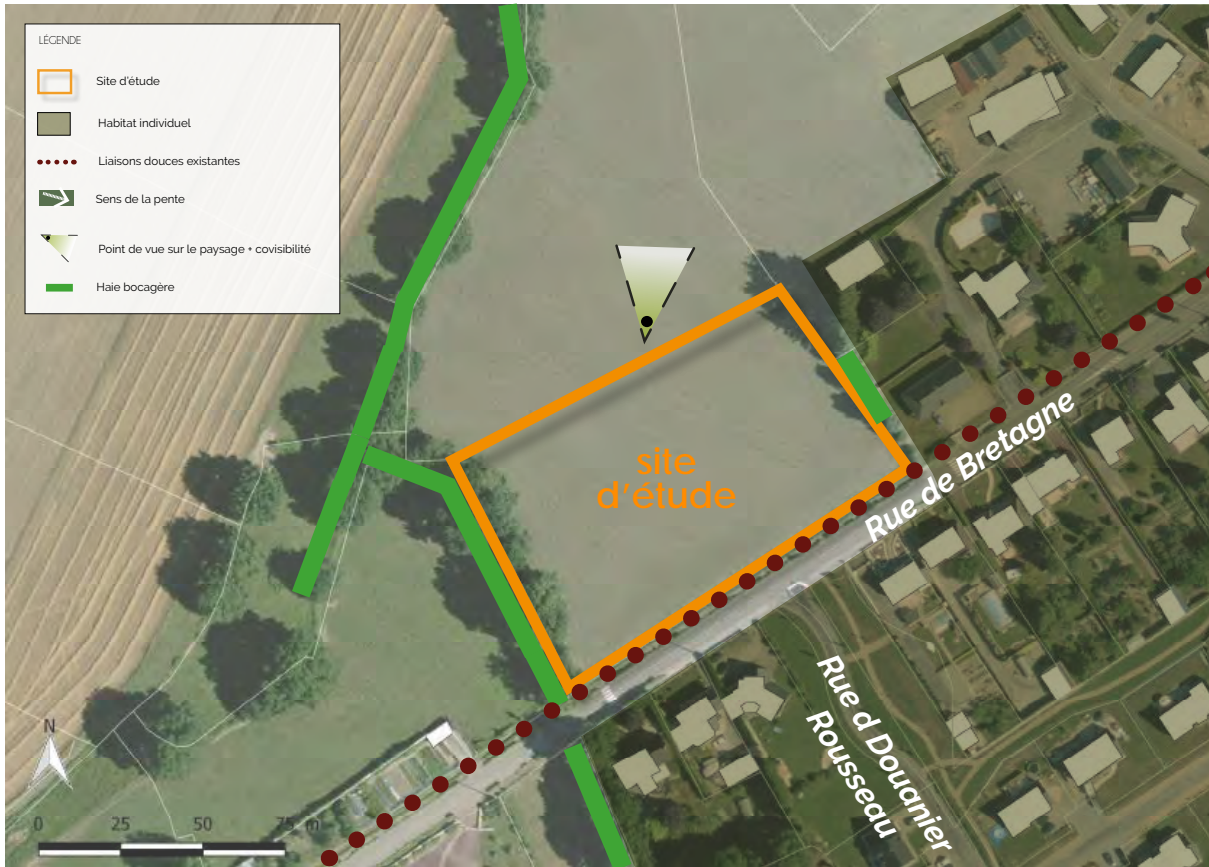 LÉGENDE
Site d'étude
Habitat individuel
Liaisons douces existantes
Sens de la pente
Point de vue sur le paysage + covisibilité
Haie bocagère
site
d'étude
Rue de Bretagne
Rue d Douanier
Rousseau
N
0 25 50 75 m